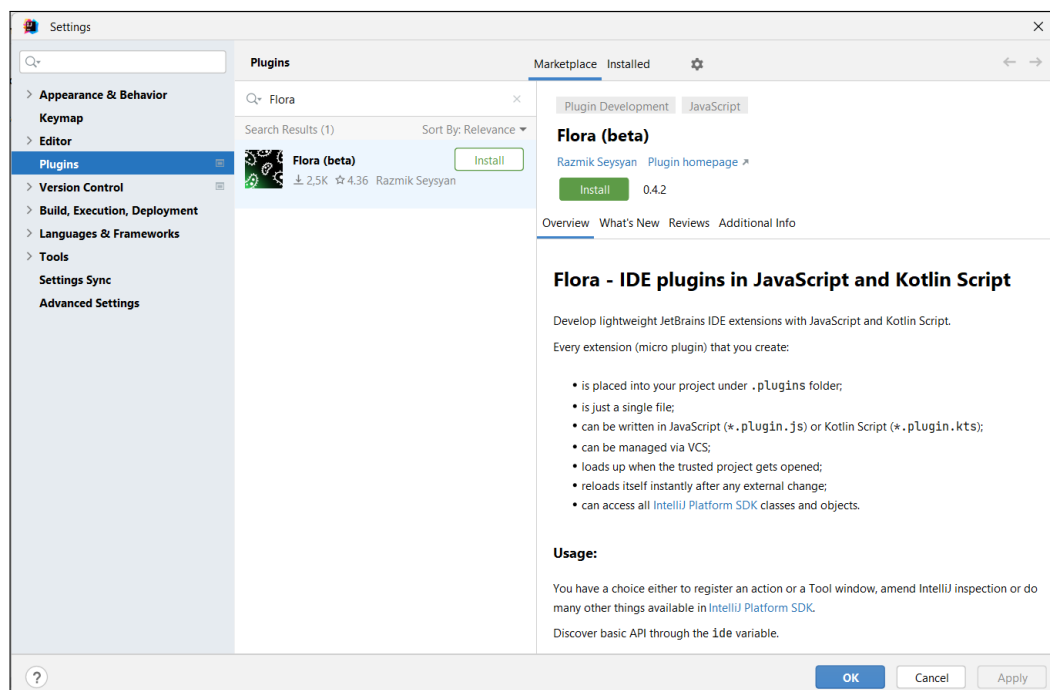 Settings
Appearance & Behavior
Keymap
Editor
Plugins
Version Control
Build, Execution, Deployment
Languages & Frameworks
Tools
Settings Sync
Advanced Settings
Plugins
Marketplace Installed
Flora
Search Results (1) Sort By: Relevance
Flora (beta) Install
2,5K 4.36 Razmik Seysyan
Plugin Development JavaScript
Flora (beta)
Razmik Seysyan Plugin homepage
Install 0.4.2
Overview What's New Reviews Additional Info
Flora - IDE plugins in JavaScript and Kotlin Script
Develop lightweight JetBrains IDE extensions with JavaScript and Kotlin Script.
Every extension (micro plugin) that you create:
• is placed into your project under .plugins folder;
• is just a single file;
• can be written in JavaScript (*.plugin.js) or Kotlin Script (*.plugin.kts);
• can be managed via VCS;
• loads up when the trusted project gets opened;
• reloads itself instantly after any external change;
• can access all IntelliJ Platform SDK classes and objects.
Usage:
You have a choice either to register an action or a Tool window, amend IntelliJ inspection or do
many other things available in IntelliJ Platform SDK.
Discover basic API through the ide variable.
? OK Cancel Apply